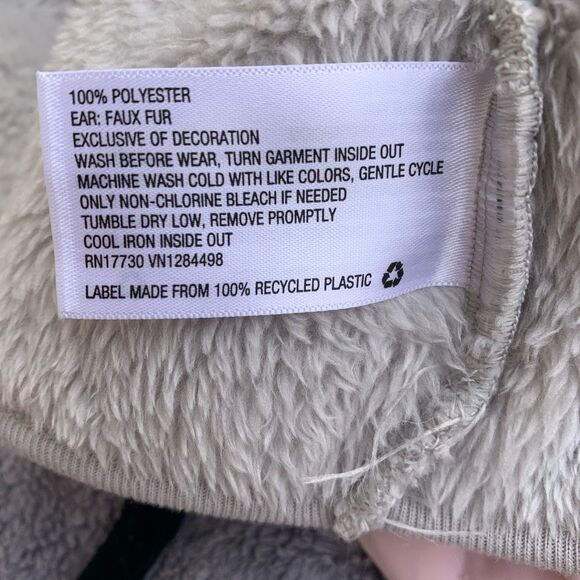 100% POLYESTER
EAR: FAUX FUR
EXCLUSIVE OF DECORATION
WASH BEFORE WEAR, TURN GARMENT INSIDE OUT
MACHINE WASH COLD WITH LIKE COLORS, GENTLE CYCLE
ONLY NON-CHLORINE BLEACH IF NEEDED
TUMBLE DRY LOW, REMOVE PROMPTLY
COOL IRON INSIDE OUT
RN17730 VN1284498
LABEL MADE FROM 100% RECYCLED PLASTIC